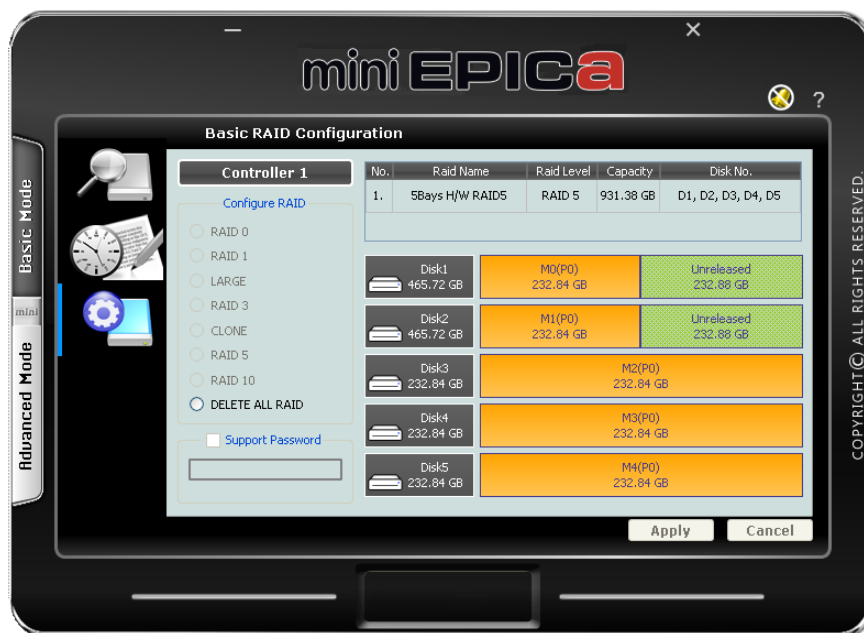 mini EPICa
?
Basic RAID Configuration
Basic Mode
mini
Advanced Mode
Controller 1
Configure RAID
RAID 0
RAID 1
LARGE
RAID 3
CLONE
RAID 5
RAID 10
DELETE ALL RAID
Support Password
No. Raid Name Raid Level Capacity Disk No.
1. 5Bays H/W RAID5 RAID 5 931.38 GB D1, D2, D3, D4, D5
Disk1 M0(P0) Unreleased
465.72 GB 232.84 GB 232.88 GB
Disk2 M1(P0) Unreleased
465.72 GB 232.84 GB 232.88 GB
Disk3 M2(P0)
232.84 GB 232.84 GB
Disk4 M3(P0)
232.84 GB 232.84 GB
Disk5 M4(P0)
232.84 GB 232.84 GB
Apply Cancel
COPYRIGHT© ALL RIGHTS RESERVED.